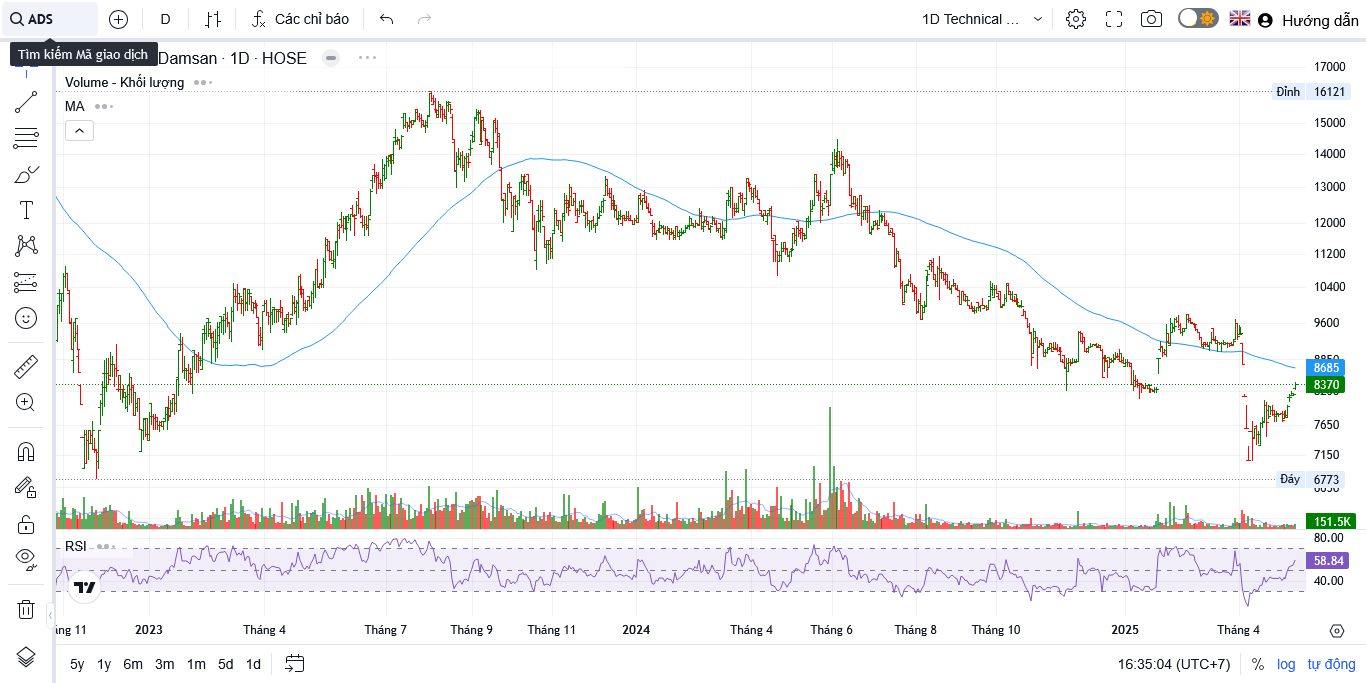 ADS
D
Các chỉ báo
1D Technical ...
Hướng dẫn
Tìm kiếm Mã giao dịch
Damsan · 1D · HOSE
Volume - Khối lượng
MA
17000
Đỉnh 16121
15000
14000
13000
12000
11200
10400
9600
8850
8685
8370
7650
7150
Đáy 6773
151.5K
RSI
80.00
58.84
40.00
ng 11 2023 Tháng 4 Tháng 7 Tháng 9 Tháng 11 2024 Tháng 4 Tháng 6 Tháng 8 Tháng 10 2025 Tháng 4
5y 1y 6m 3m 1m 5d 1d
16:35:04 (UTC+7) % log tự động